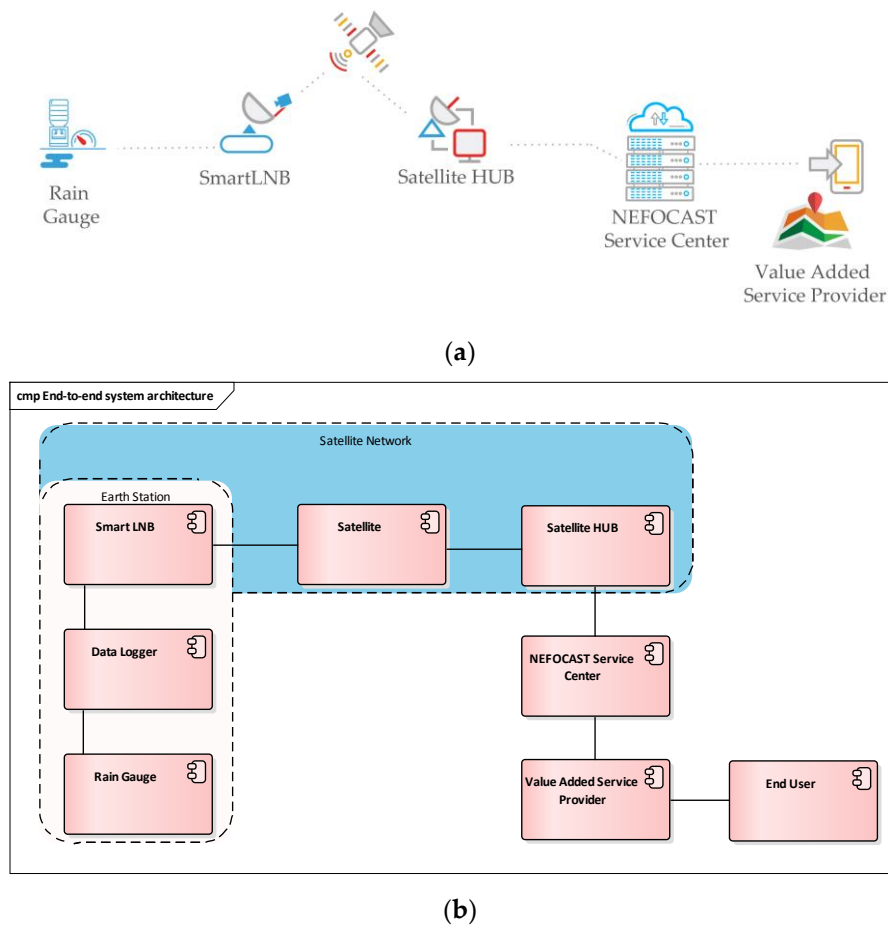 Rain
Gauge
SmartLNB
Satellite HUB
NEFOCAST
Service Center
Value Added
Service Provider
(a)
cmp End-to-end system architecture
Satellite Network
Earth Station
Smart LNB
Satellite
Satellite HUB
Data Logger
NEFOCAST Service
Center
Rain Gauge
Value Added Service
Provider
End User
(b)